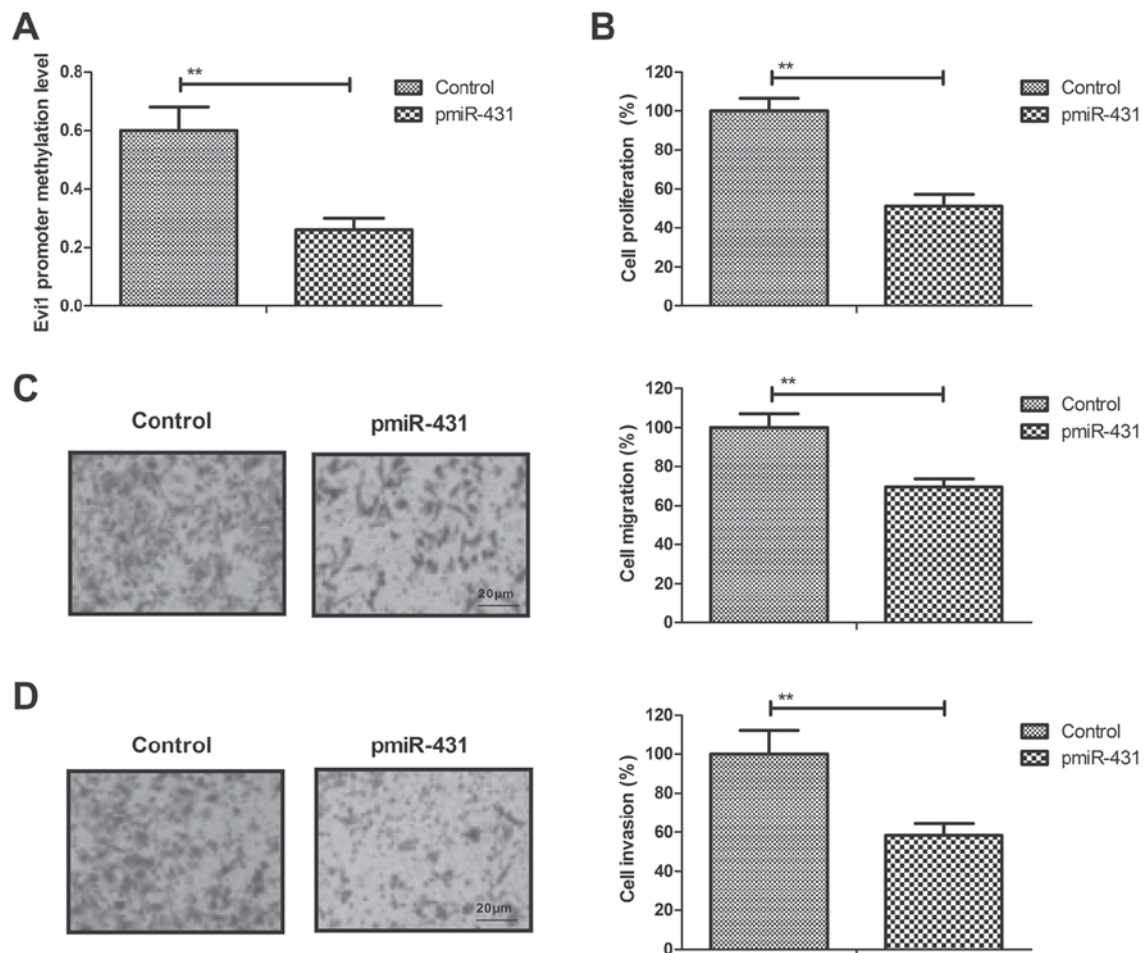 A
Evi1 promoter methylation level
0.8
0.6
0.4
0.2
0.0
**
Control
pmiR-431
B
Cell proliferation (%)
120
100
80
60
40
20
0
**
Control
pmiR-431
C
Control
pmiR-431
20μm
Cell migration (%)
120
100
80
60
40
20
0
**
Control
pmiR-431
D
Control
pmiR-431
20μm
Cell invasion (%)
120
100
80
60
40
20
0
**
Control
pmiR-431